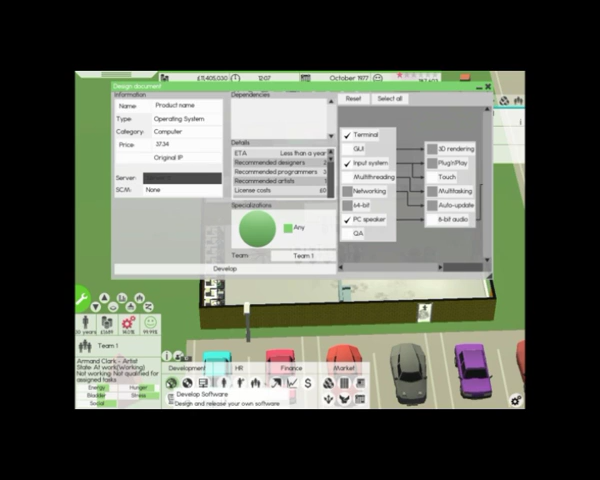 12:07
October 1977
Design document
Information
Name: Product name
Type: Operating System
Category: Computer
Price: 37.34
Original IP
Server:
SCM: None
Dependencies
Details
ETA Less than a year
Recommended designers 2
Recommended programmers 3
Recommended artists 1
License costs £0
Specializations
Any
Team: Team 1
Develop
Reset
Select all
Terminal
GUI
Input system
Multithreading
Networking
64-bit
PC speaker
QA
3D rendering
Plug'n'Play
Touch
Multitasking
Auto-update
8-bit audio
Team 1
Armand Clark - Artist
State: At work(Working)
Not working: Not qualified for
assigned tasks
Energy
Hunger
Bladder
Stress
Social
Development
HR
Finance
Market
Develop Software
Design and release your own software